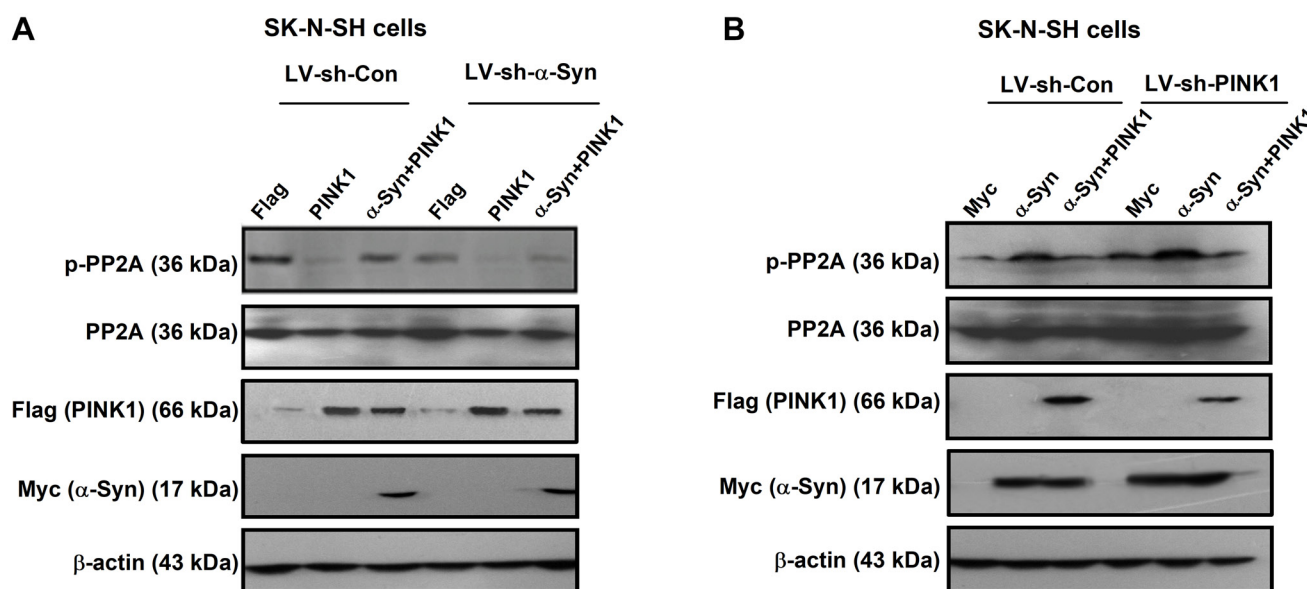 A
SK-N-SH cells
LV-sh-Con LV-sh-α-Syn
Flag PINK1 α-Syn+PINK1 Flag PINK1 α-Syn+PINK1
p-PP2A (36 kDa)
PP2A (36 kDa)
Flag (PINK1) (66 kDa)
Myc (α-Syn) (17 kDa)
β-actin (43 kDa)
B
SK-N-SH cells
LV-sh-Con LV-sh-PINK1
Myc α-Syn α-Syn+PINK1 Myc α-Syn α-Syn+PINK1
p-PP2A (36 kDa)
PP2A (36 kDa)
Flag (PINK1) (66 kDa)
Myc (α-Syn) (17 kDa)
β-actin (43 kDa)